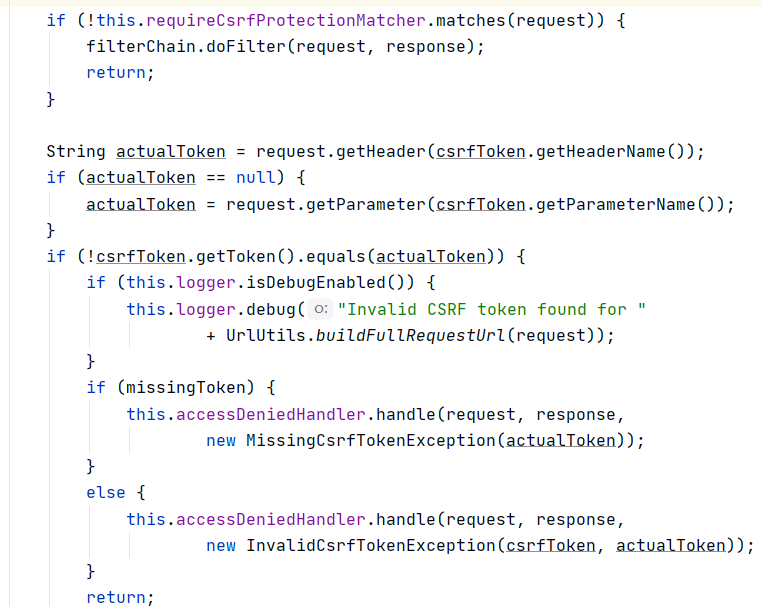 if (!this.requireCsrfProtectionMatcher.matches(request)) {
    filterChain.doFilter(request, response);
    return;
}

String actualToken = request.getHeader(csrfToken.getHeaderName());
if (actualToken == null) {
    actualToken = request.getParameter(csrfToken.getParameterName());
}
if (!csrfToken.getToken().equals(actualToken)) {
    if (this.logger.isDebugEnabled()) {
        this.logger.debug( o: "Invalid CSRF token found for "
                + UrlUtils.buildFullRequestUrl(request));
    }
    if (missingToken) {
        this.accessDeniedHandler.handle(request, response,
                new MissingCsrfTokenException(actualToken));
    }
    else {
        this.accessDeniedHandler.handle(request, response,
                new InvalidCsrfTokenException(csrfToken, actualToken));
    }
    return;